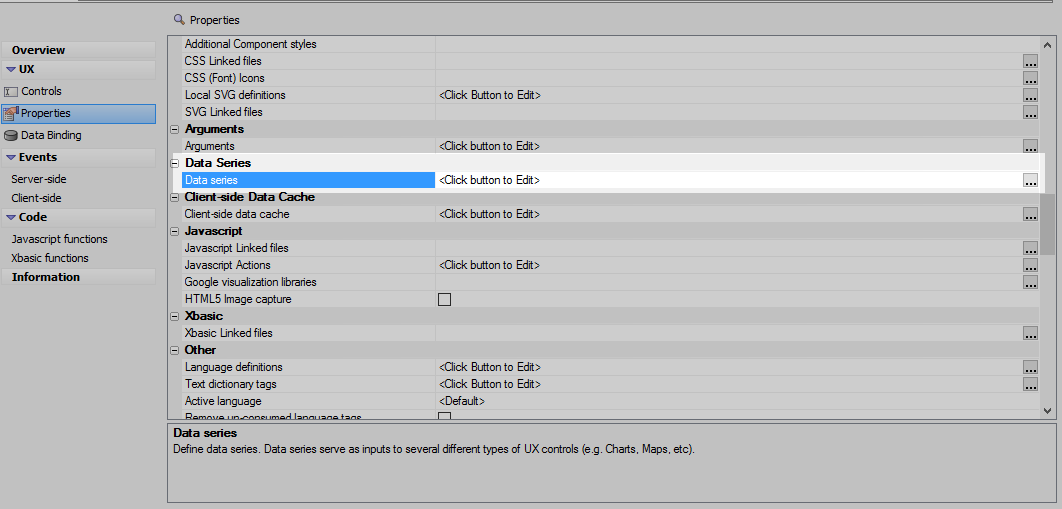 Properties
Overview
UX
Controls
Properties
Data Binding
Events
Server-side
Client-side
Code
Javascript functions
Xbasic functions
Information
Additional Component styles
CSS Linked files ...
CSS (Font) Icons ...
Local SVG definitions <Click Button to Edit> ...
SVG Linked files ...
Arguments
Arguments <Click button to Edit> ...
Data Series
Data series <Click button to Edit> ...
Client-side Data Cache
Client-side data cache <Click button to Edit> ...
Javascript
Javascript Linked files ...
Javascript Actions <Click button to Edit> ...
Google visualization libraries ...
HTML5 Image capture
Xbasic
Xbasic Linked files ...
Other
Language definitions <Click Button to Edit> ...
Text dictionary tags <Click Button to Edit> ...
Active language <Default>
Remove un-consumed language tags
Data series
Define data series. Data series serve as inputs to several different types of UX controls (e.g. Charts, Maps, etc).